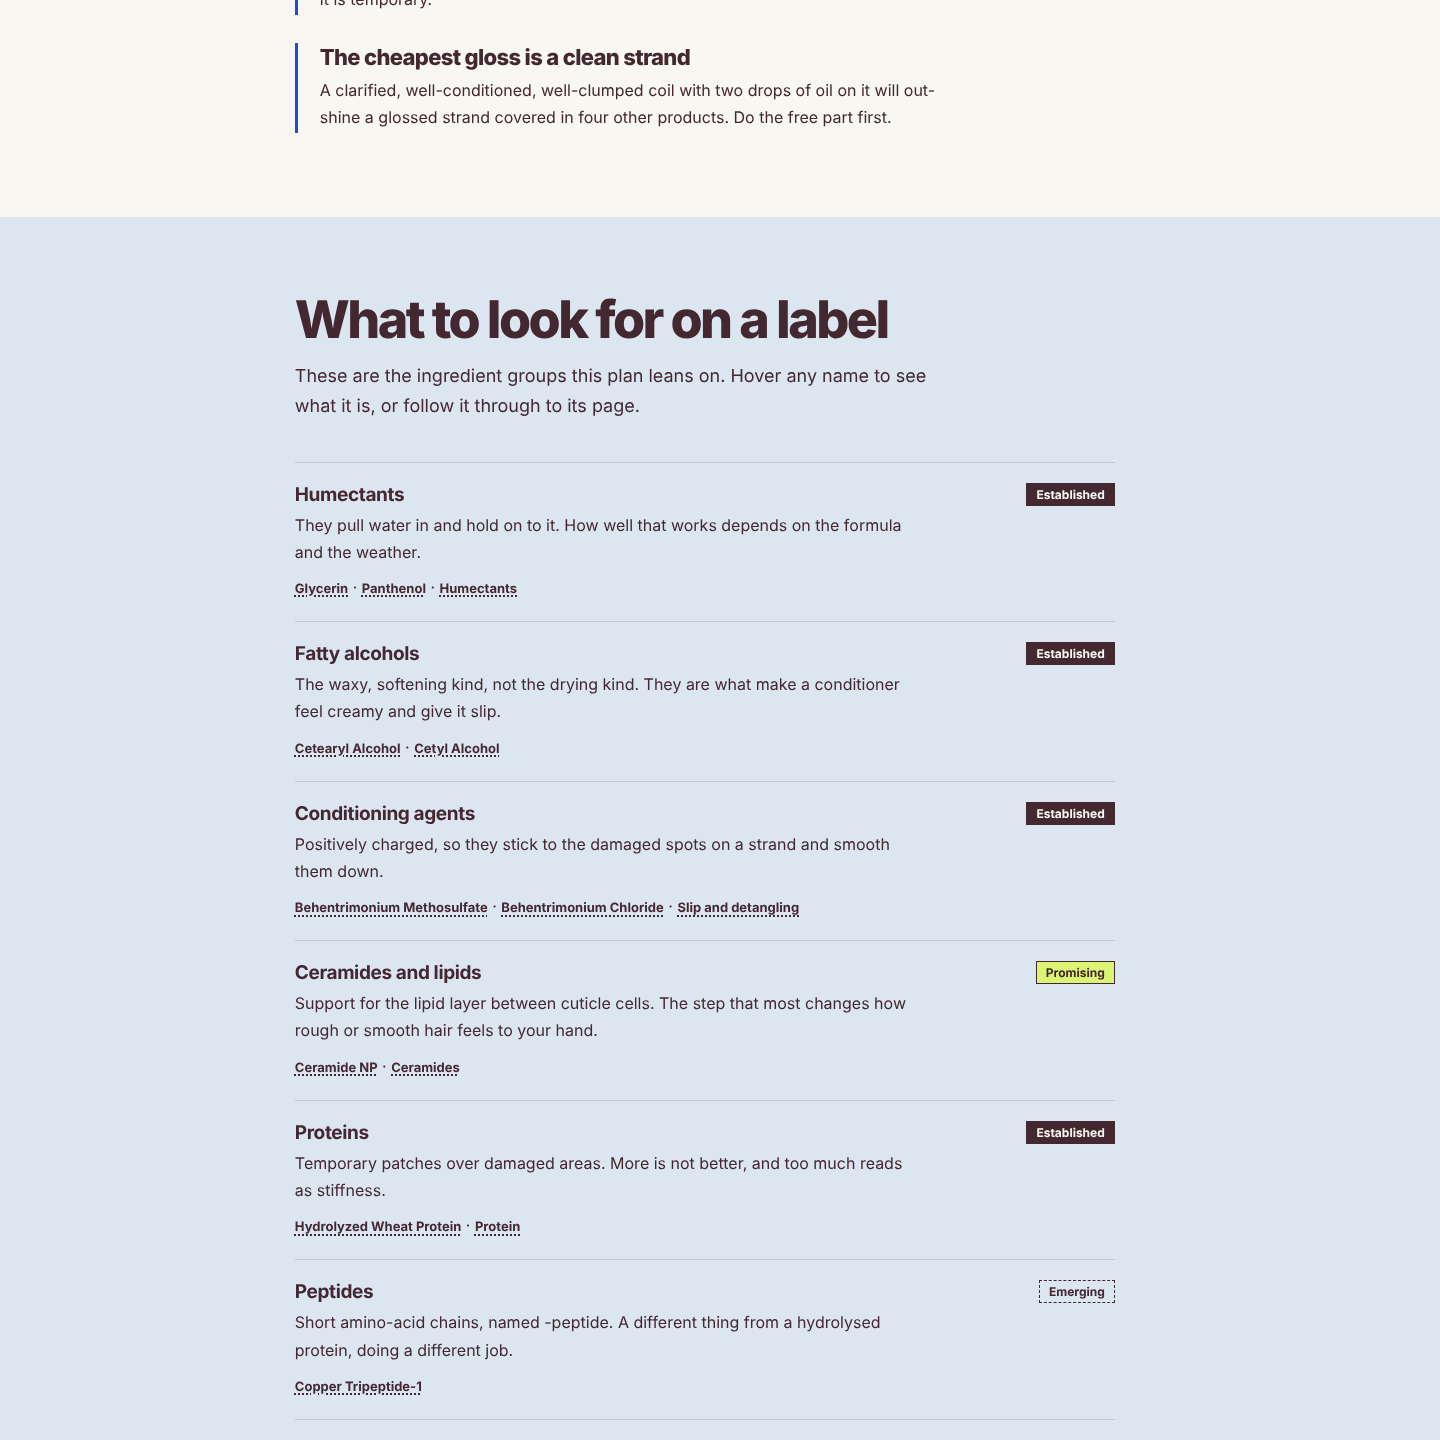 it is temporary.
The cheapest gloss is a clean strand
A clarified, well-conditioned, well-clumped coil with two drops of oil on it will out-
shine a glossed strand covered in four other products. Do the free part first.
What to look for on a label
These are the ingredient groups this plan leans on. Hover any name to see
what it is, or follow it through to its page.
Humectants
Established
They pull water in and hold on to it. How well that works depends on the formula
and the weather.
Glycerin · Panthenol · Humectants
Fatty alcohols
Established
The waxy, softening kind, not the drying kind. They are what make a conditioner
feel creamy and give it slip.
Cetearyl Alcohol · Cetyl Alcohol
Conditioning agents
Established
Positively charged, so they stick to the damaged spots on a strand and smooth
them down.
Behentrimonium Methosulfate · Behentrimonium Chloride · Slip and detangling
Ceramides and lipids
Promising
Support for the lipid layer between cuticle cells. The step that most changes how
rough or smooth hair feels to your hand.
Ceramide NP · Ceramides
Proteins
Established
Temporary patches over damaged areas. More is not better, and too much reads
as stiffness.
Hydrolyzed Wheat Protein · Protein
Peptides
Emerging
Short amino-acid chains, named -peptide. A different thing from a hydrolysed
protein, doing a different job.
Copper Tripeptide-1